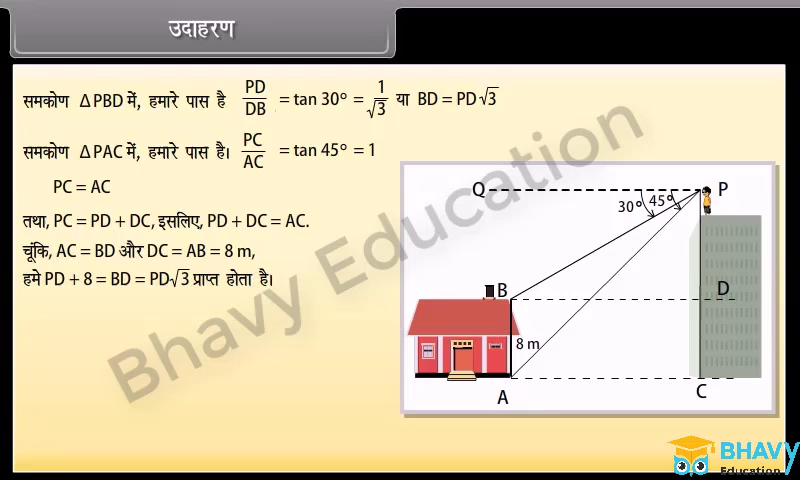 उदाहरण
समकोण Δ PBD में, हमारे पास है PD/DB = tan 30° = 1/√3 या BD = PD√3
समकोण Δ PAC में, हमारे पास है। PC/AC = tan 45° = 1
PC = AC
तथा, PC = PD + DC, इसलिए, PD + DC = AC.
चूंकि, AC = BD और DC = AB = 8 m,
हमे PD + 8 = BD = PD√3 प्राप्त होता है।
Q P
30° 45°
B D
8 m
A C
Bhavy Education
BHAVY
Education